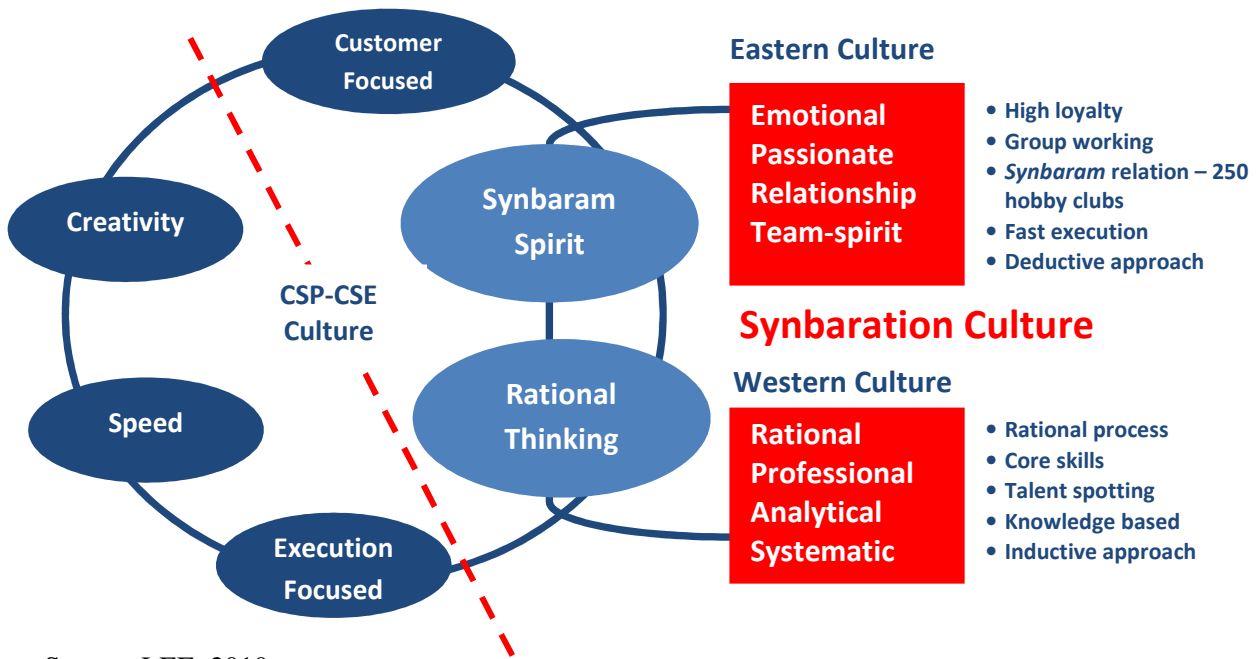 Customer
Focused
Creativity
Speed
Execution
Focused
CSP-CSE
Culture
Synbaram
Spirit
Rational
Thinking
Eastern Culture
Emotional
Passionate
Relationship
Team-spirit
• High loyalty
• Group working
• Synbaram relation – 250
hobby clubs
• Fast execution
• Deductive approach
Synbaration Culture
Western Culture
Rational
Professional
Analytical
Systematic
• Rational process
• Core skills
• Talent spotting
• Knowledge based
• Inductive approach